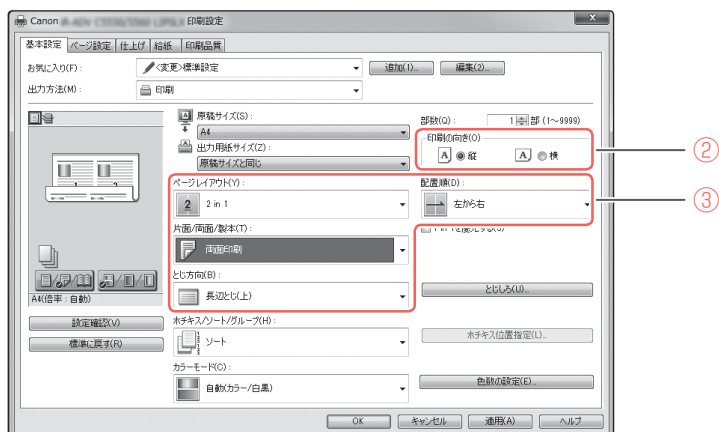 Canon 印刷設定
基本設定 ページ設定 仕上げ 給紙 印刷品質
お気に入り(F): <変更>標準設定 追加(1)... 編集(2)...
出力方法(M): 印刷
原稿サイズ(S):
A4
出力用紙サイズ(Z):
原稿サイズと同じ
部数(Q): 1 部 (1~9999)
印刷の向き(O)
A 縦 A 横
②
ページレイアウト(Y):
2 2 in 1
配置順(D):
左から右
③
片面/両面/製本(T):
両面印刷
とじ方向(B):
長辺とじ(上)
とじしろ(U)...
A4(倍率:自動)
設定確認(V)
標準に戻す(R)
ホチキス/ソート/グループ(H):
ソート
ホチキス位置指定(L)...
カラーモード(C):
自動(カラー/白黒)
色数の設定(E)...
OK キャンセル 適用(A) ヘルプ